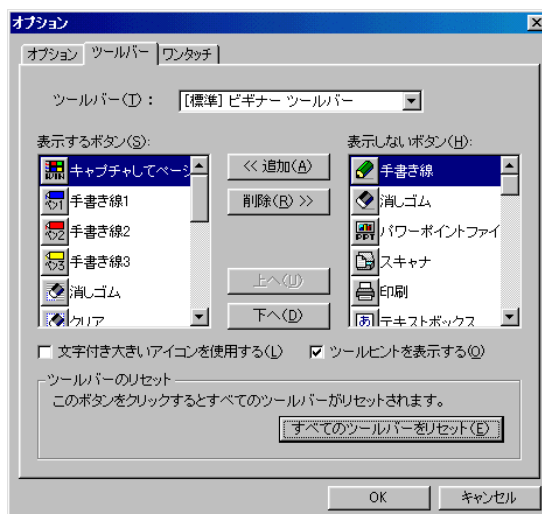 オプション
オプション ツールバー ワンタッチ
ツールバー(T)： [標準] ビギナー ツールバー
表示するボタン(S): 表示しないボタン(H):
キャプチャしてページ << 追加(A) 手書き線
手書き線1 削除(R) >> 消しゴム
手書き線2 パワーポイントファイ
手書き線3 スキャナ
消しゴム 上へ(U) 印刷
クリア 下へ(D) テキストボックス
文字付き大きいアイコンを使用する(L) ツールヒントを表示する(O)
ツールバーのリセット
このボタンをクリックするとすべてのツールバーがリセットされます。
すべてのツールバーをリセット(E)
OK キャンセル